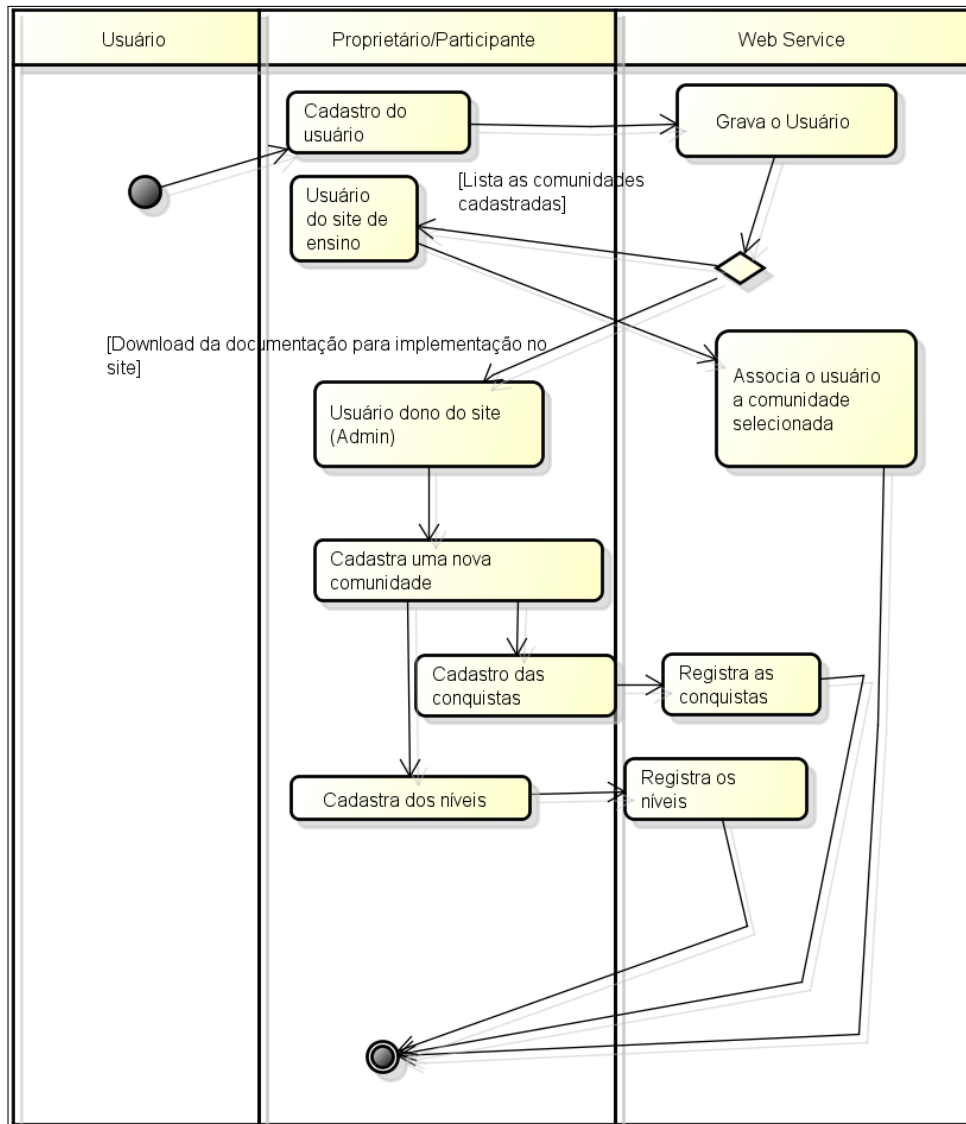 Usuário
Proprietário/Participante
Web Service
Cadastro do
usuário
Grava o Usuário
Usuário
do site de
ensino
[Lista as comunidades
cadastradas]
[Download da documentação para implementação no
site]
Associa o usuário
a comunidade
selecionada
Usuário dono do site
(Admin)
Cadastra uma nova
comunidade
Cadastro das
conquistas
Registra as
conquistas
Cadastra dos níveis
Registra os
níveis